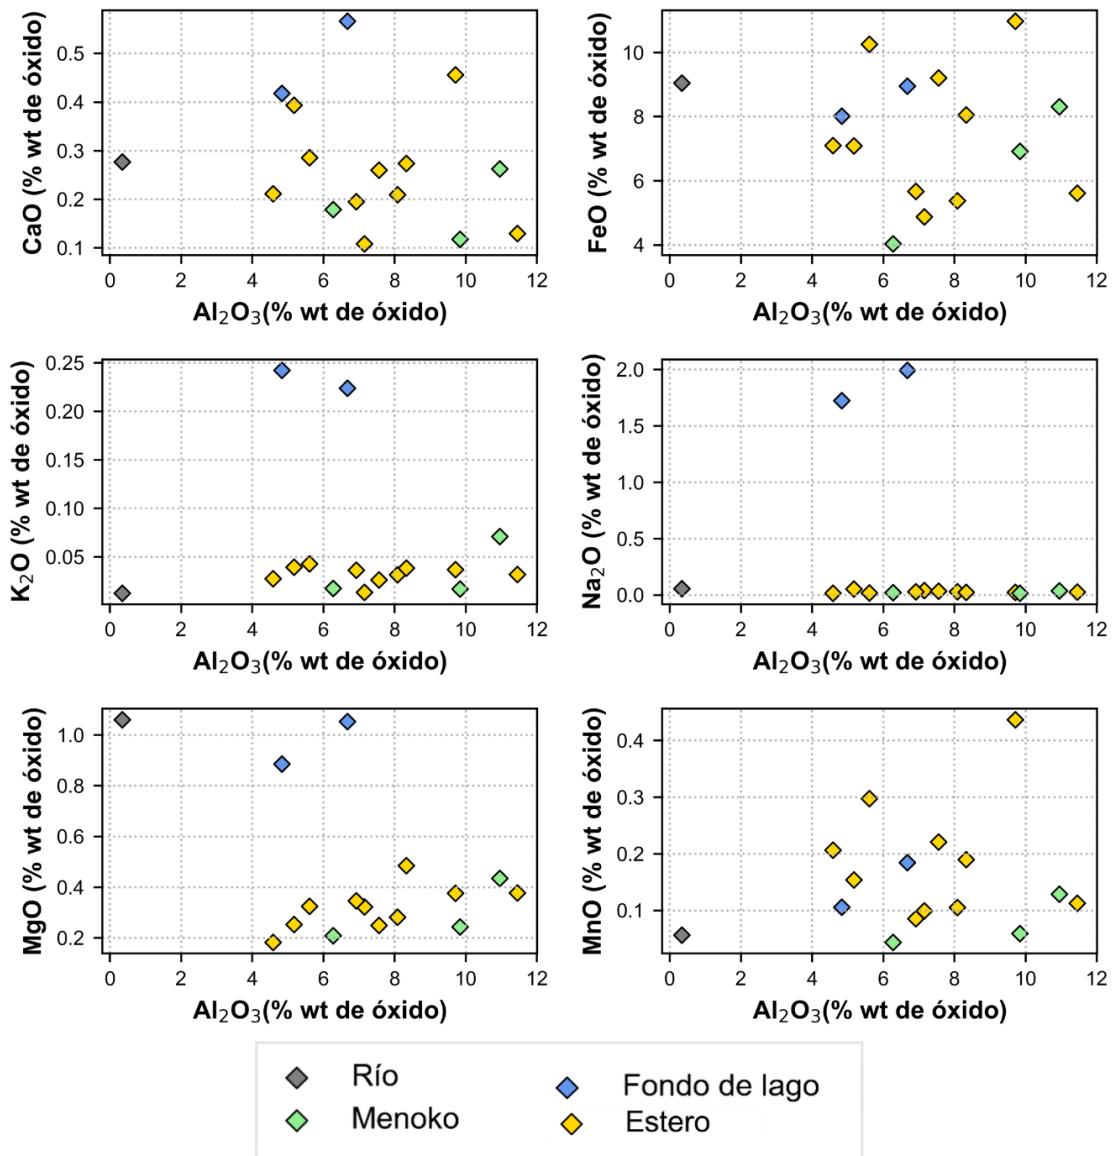 CaO (% wt de óxido)
0.5
0.4
0.3
0.2
0.1
0 2 4 6 8 10 12
Al₂O₃(% wt de óxido)
FeO (% wt de óxido)
10
8
6
4
0 2 4 6 8 10 12
Al₂O₃(% wt de óxido)
K₂O (% wt de óxido)
0.25
0.20
0.15
0.10
0.05
0 2 4 6 8 10 12
Al₂O₃(% wt de óxido)
Na₂O (% wt de óxido)
2.0
1.5
1.0
0.5
0.0
0 2 4 6 8 10 12
Al₂O₃(% wt de óxido)
MgO (% wt de óxido)
1.0
0.8
0.6
0.4
0.2
0 2 4 6 8 10 12
Al₂O₃(% wt de óxido)
MnO (% wt de óxido)
0.4
0.3
0.2
0.1
0 2 4 6 8 10 12
Al₂O₃(% wt de óxido)
Río
Menoko
Fondo de lago
Estero